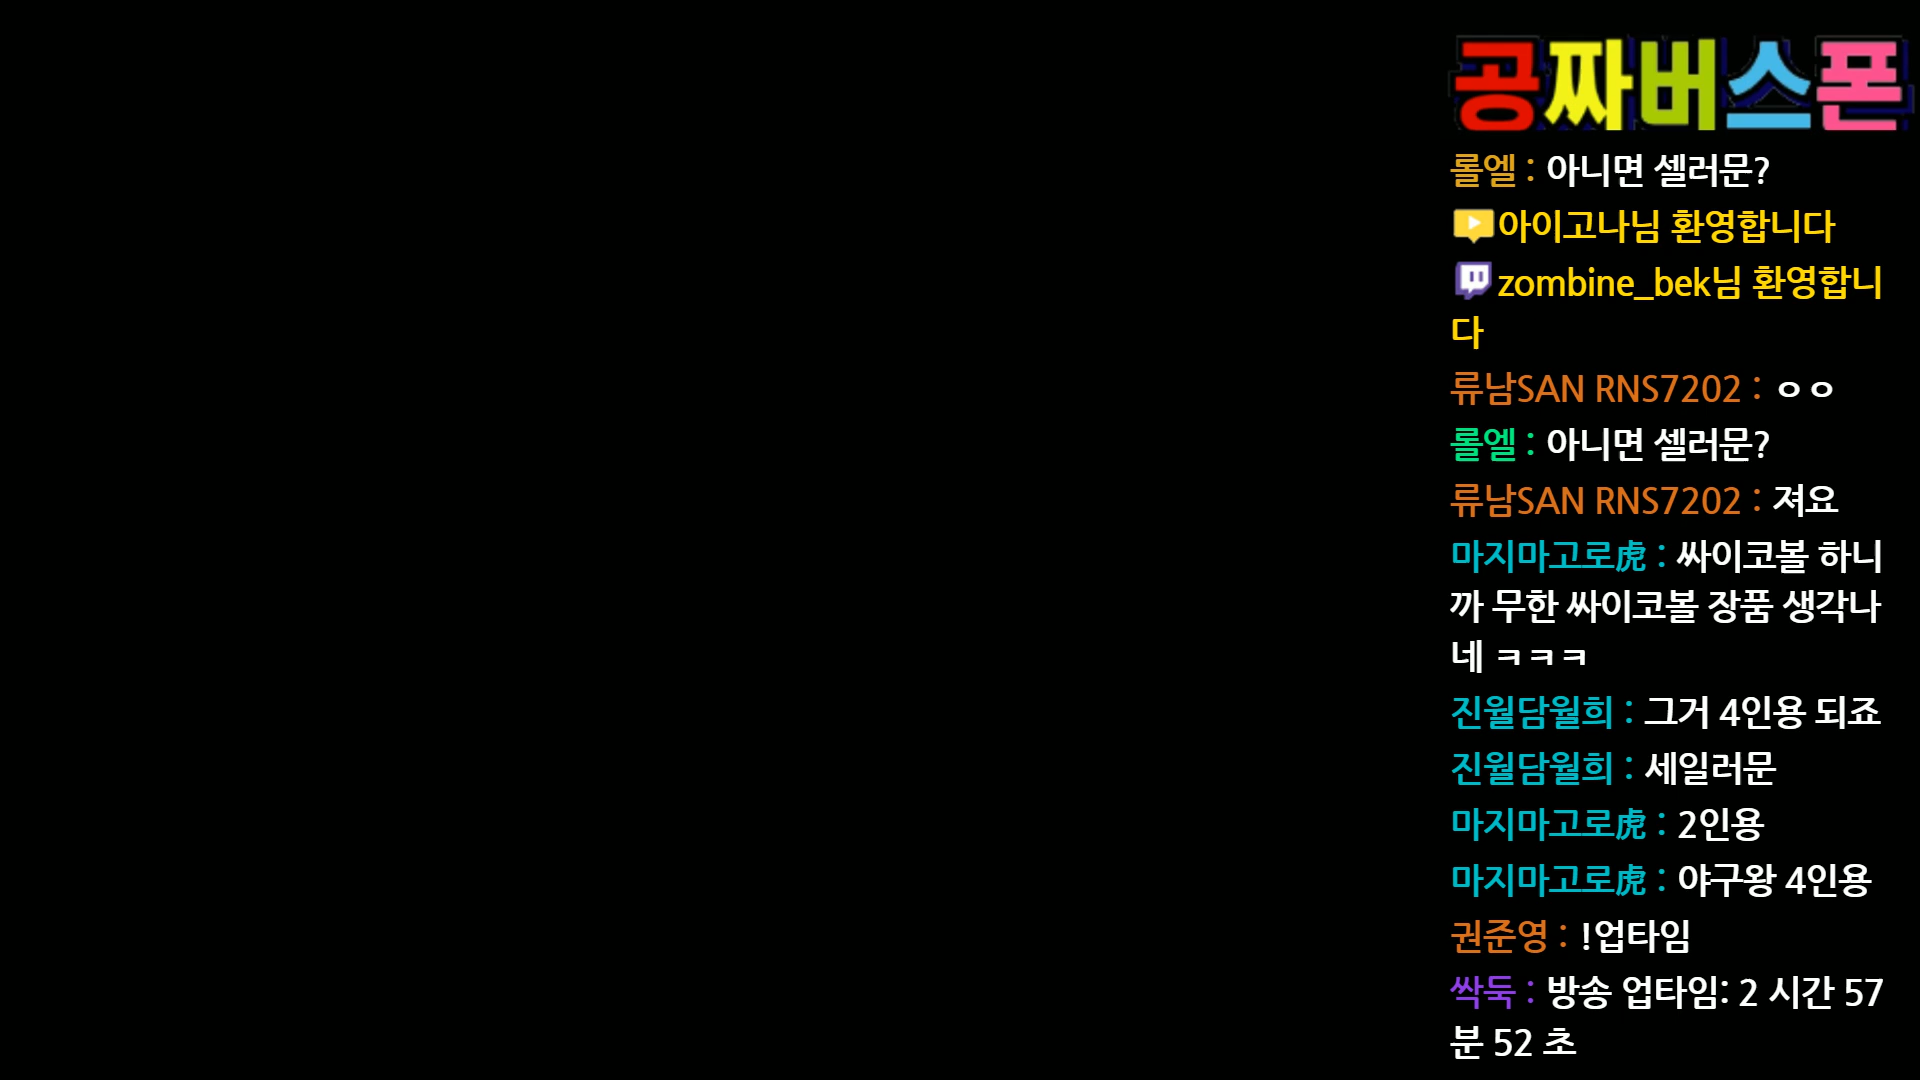 공짜버스폰
롤엘 : 아니면 셀러문?
아이고나님 환영합니다
zombine_bek님 환영합니
다
류남SAN RNS7202 : ㅇㅇ
롤엘 : 아니면 셀러문?
류남SAN RNS7202 : 져요
마지마고로虎 : 싸이코볼 하니
까 무한 싸이코볼 장품 생각나
네 ㅋㅋㅋ
진월담월희 : 그거 4인용 되죠
진월담월희 : 세일러문
마지마고로虎 : 2인용
마지마고로虎 : 야구왕 4인용
권준영 : !업타임
싹둑 : 방송 업타임: 2 시간 57
분 52 초